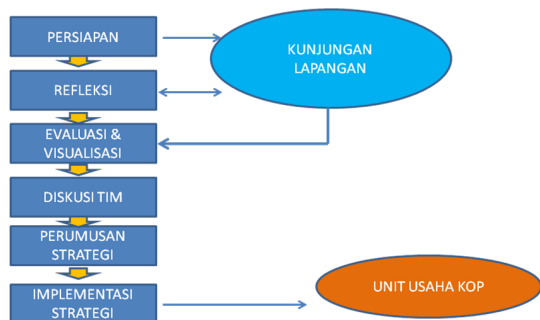 PERSIAPAN
KUNJUNGAN
LAPANGAN
REFLEKSI
EVALUASI &
VISUALISASI
DISKUSI TIM
PERUMUSAN
STRATEGI
IMPLEMENTASI
STRATEGI
UNIT USAHA KOP